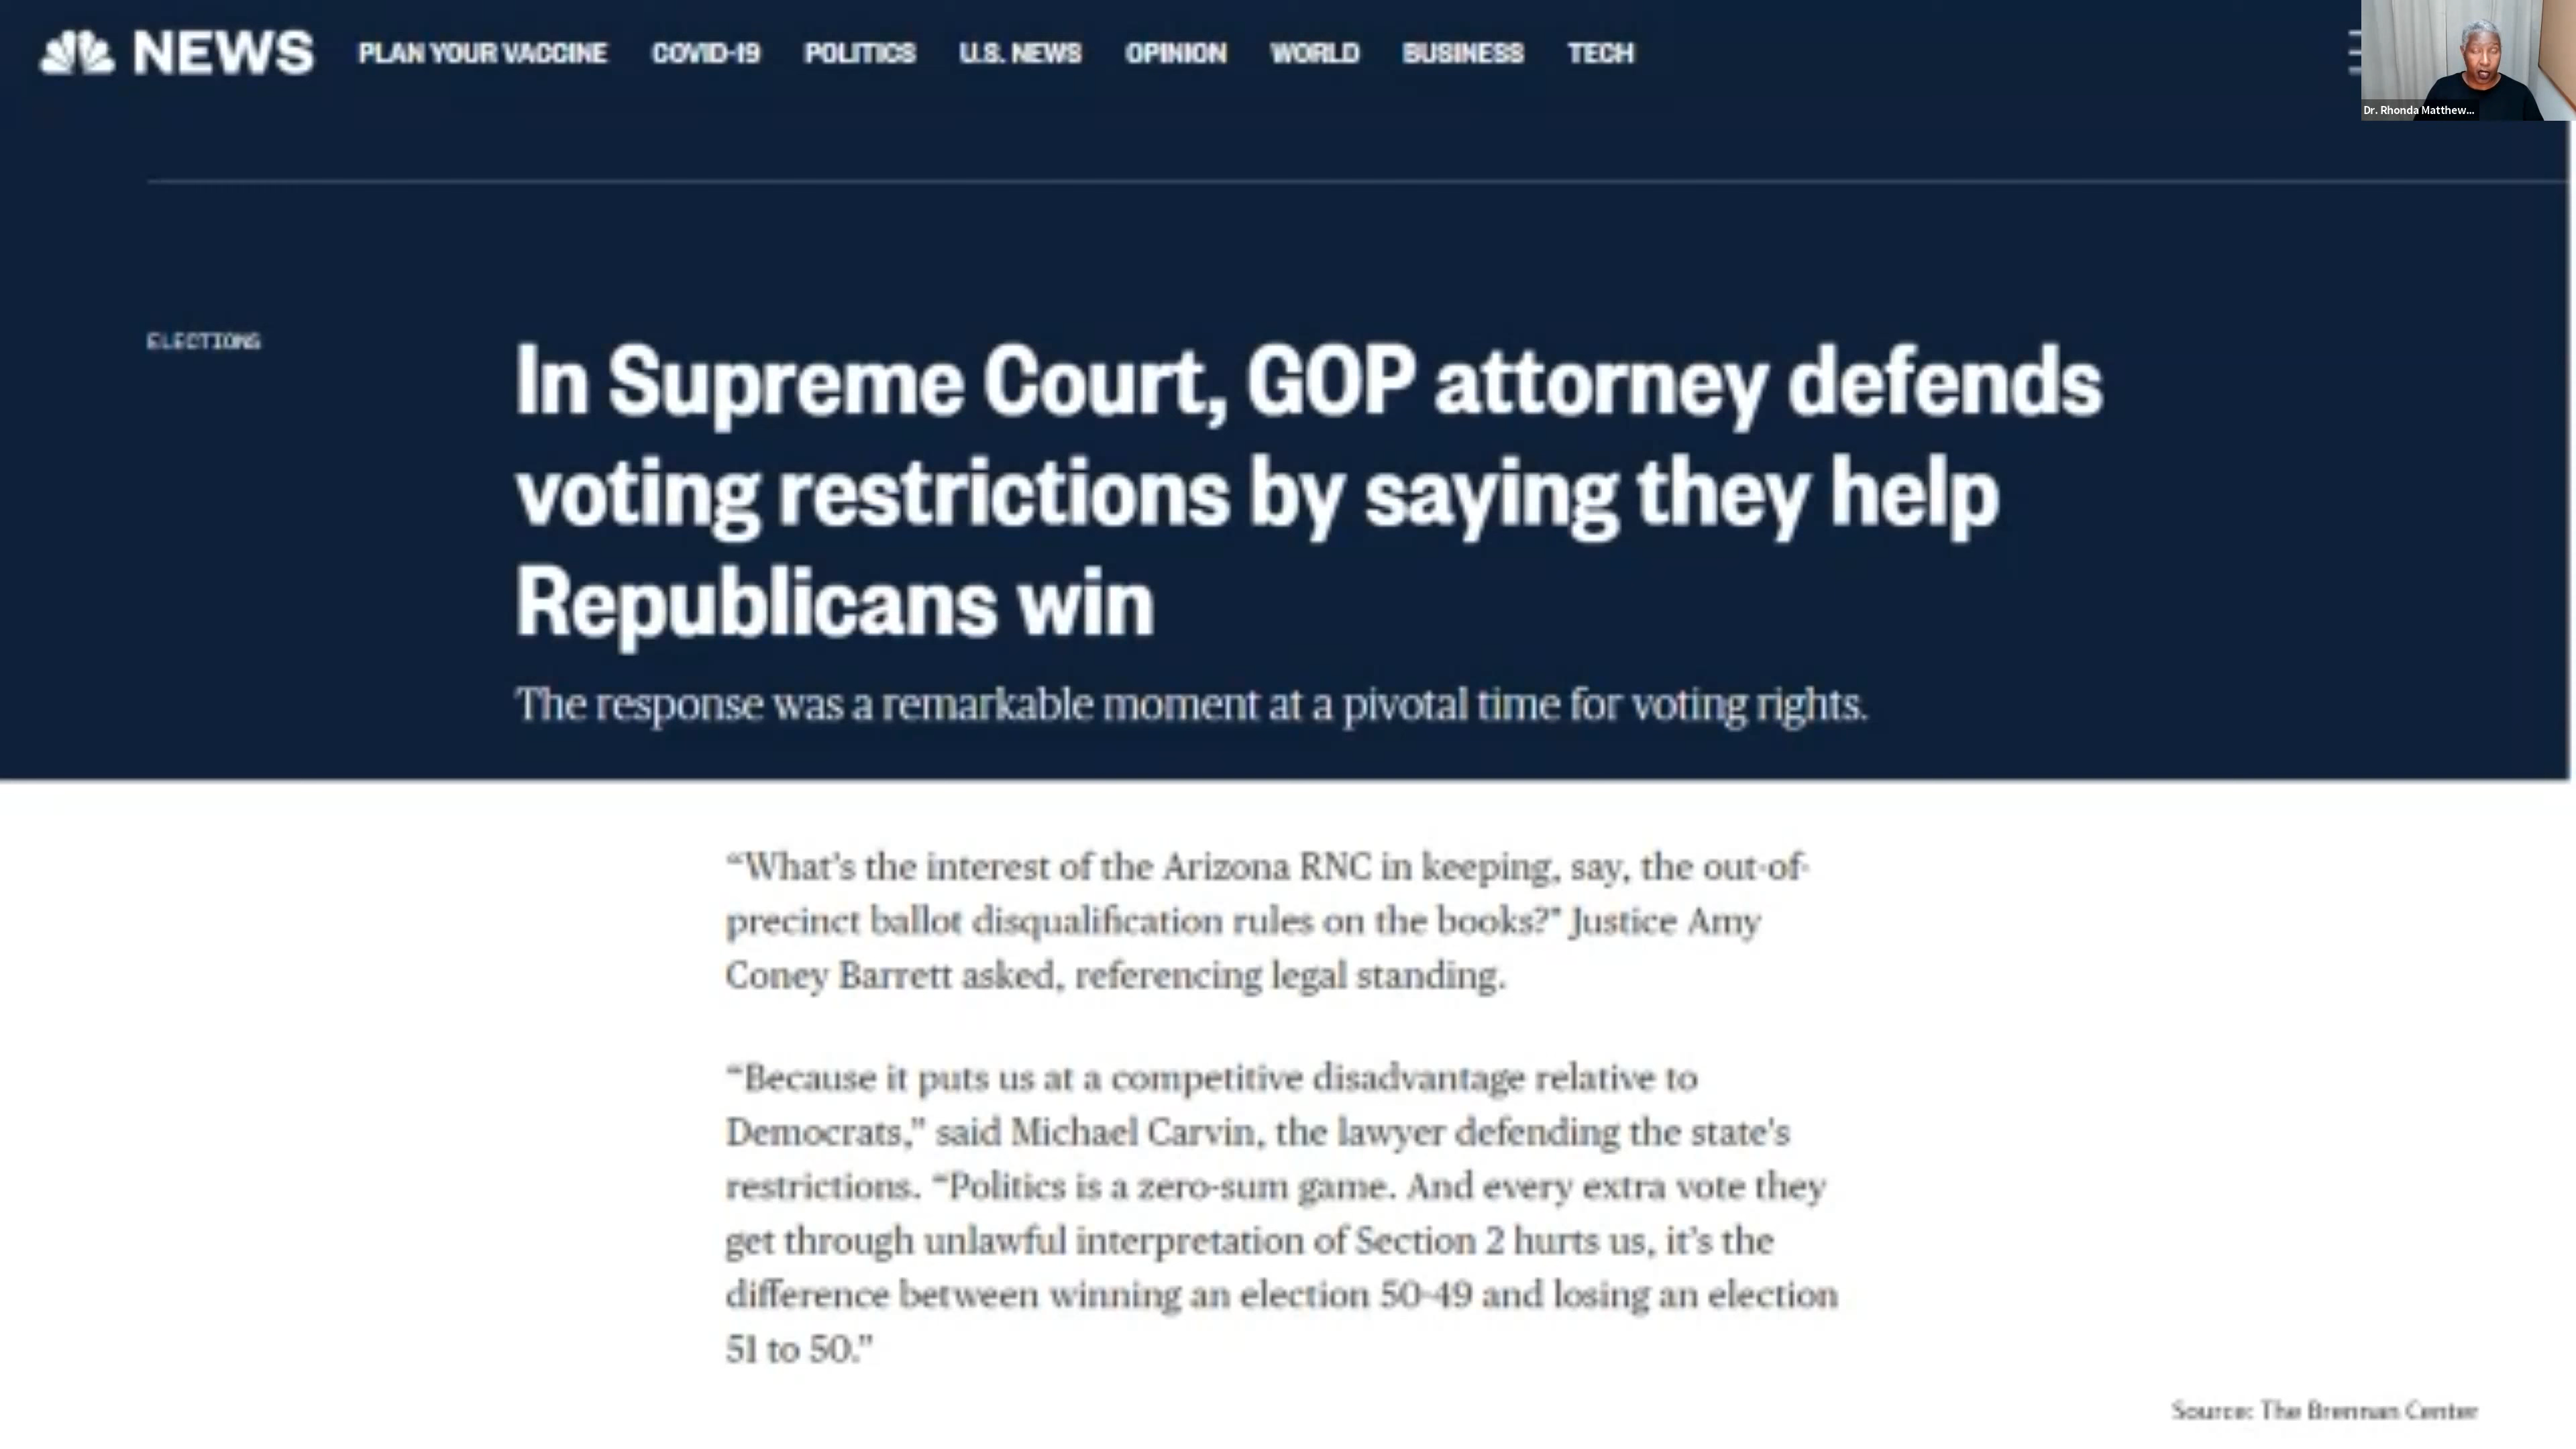 NEWS PLAN YOUR VACCINE COVID-19 POLITICS U.S. NEWS OPINION WORLD BUSINESS TECH
Dr. Rhonda Matthew...
ELECTIONS
In Supreme Court, GOP attorney defends
voting restrictions by saying they help
Republicans win
The response was a remarkable moment at a pivotal time for voting rights.
“What’s the interest of the Arizona RNC in keeping, say, the out-of-
precinct ballot disqualification rules on the books?” Justice Amy
Coney Barrett asked, referencing legal standing.
“Because it puts us at a competitive disadvantage relative to
Democrats,” said Michael Carvin, the lawyer defending the state’s
restrictions. “Politics is a zero-sum game. And every extra vote they
get through unlawful interpretation of Section 2 hurts us, it’s the
difference between winning an election 50-49 and losing an election
51 to 50.”
Source: The Brennan Center